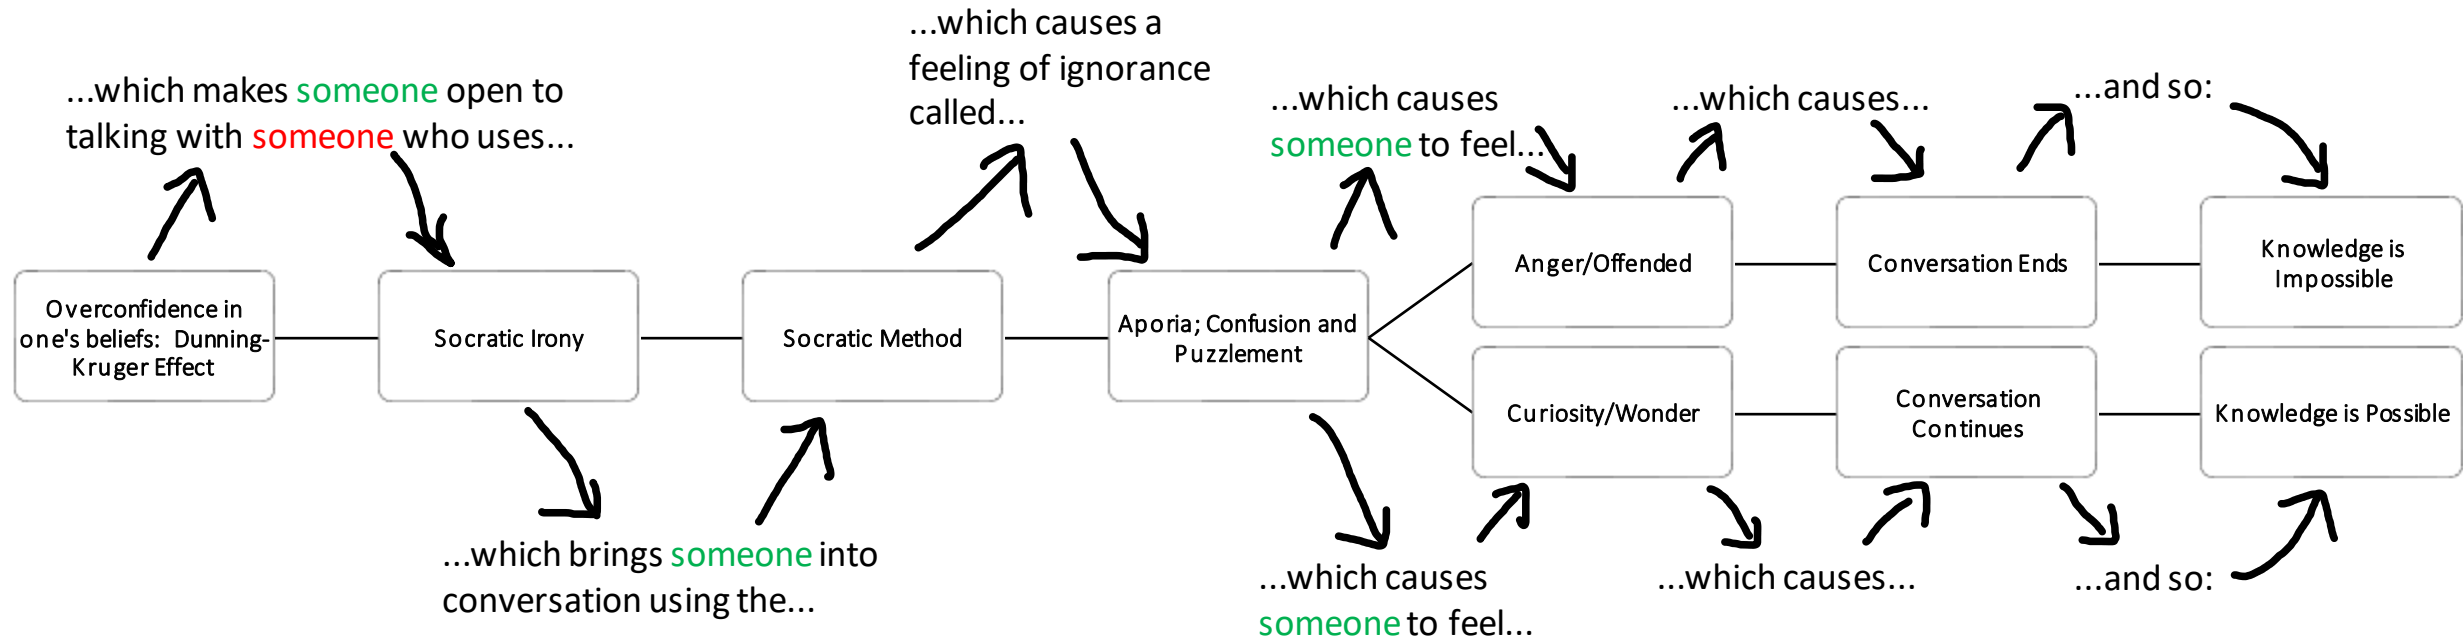 ...which makes someone open to
talking with someone who uses...
...which causes a
feeling of ignorance
called...
...which causes
someone to feel...
...which causes...
...and so:
Overconfidence in
one's beliefs:  Dunning-
Kruger Effect
Socratic Irony
Socratic Method
Aporia; Confusion and
Puzzlement
Anger/Offended
Conversation Ends
Knowledge is
Impossible
Curiosity/Wonder
Conversation
Continues
Knowledge is Possible
...which brings someone into
conversation using the...
...which causes
someone to feel...
...which causes...
...and so: